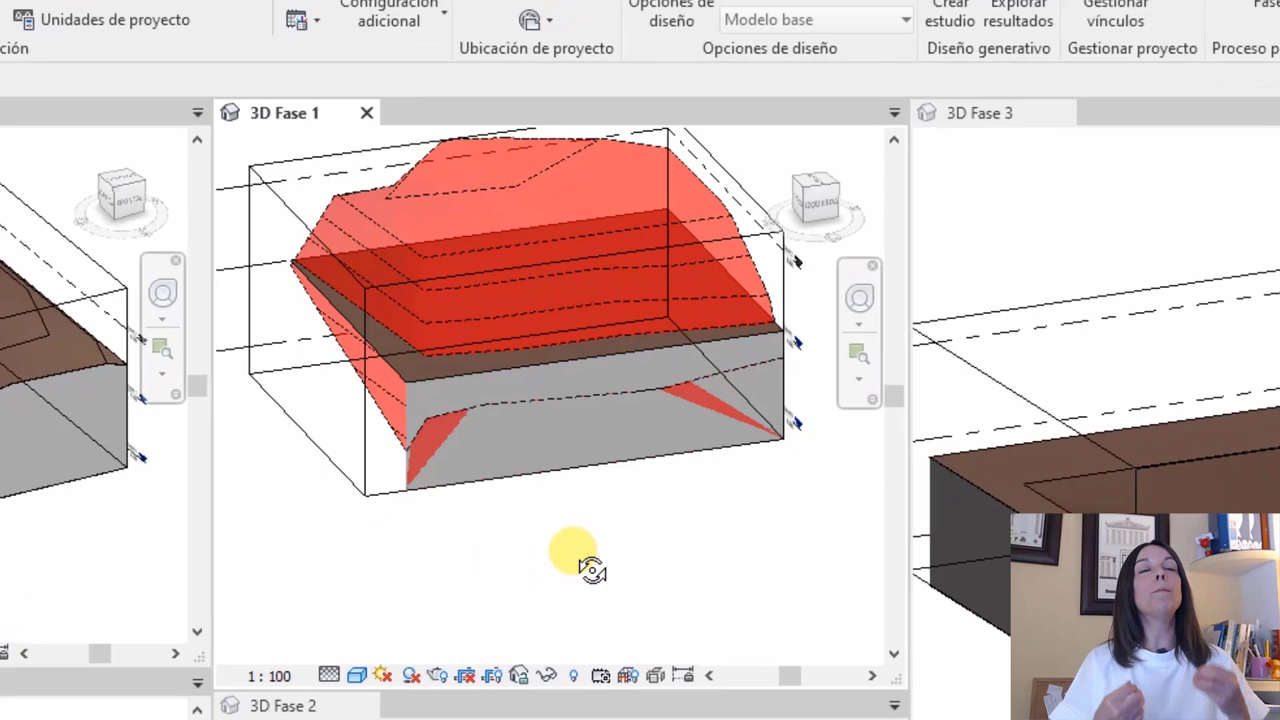 Unidades de proyecto
Configuración
adicional
ción
Ubicación de proyecto
Opciones de
diseño
Modelo base
Opciones de diseño
Crear
estudio
Explorar
resultados
Diseño generativo
Gestionar
vínculos
Gestionar proyecto
Fase
Proceso p
3D Fase 1
3D Fase 3
1 : 100
3D Fase 2